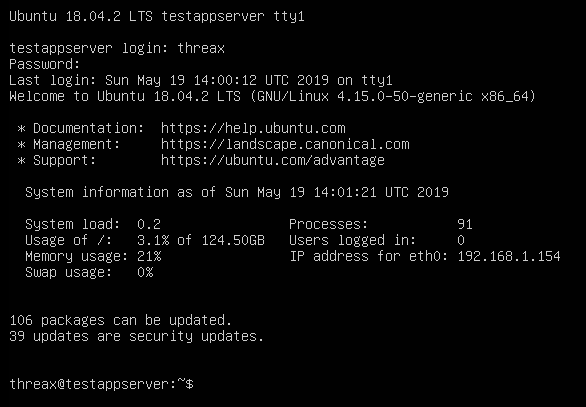 Ubuntu 18.04.2 LTS testappserver tty1
testappserver login: threax
Password:
Last login: Sun May 19 14:00:12 UTC 2019 on tty1
Welcome to Ubuntu 18.04.2 LTS (GNU/Linux 4.15.0-50-generic x86_64)
* Documentation:  https://help.ubuntu.com
* Management:     https://landscape.canonical.com
* Support:        https://ubuntu.com/advantage
System information as of Sun May 19 14:01:21 UTC 2019
System load:  0.2                Processes:           91
Usage of /:   3.1% of 124.50GB   Users logged in:     0
Memory usage: 21%                IP address for eth0: 192.168.1.154
Swap usage:   0%
106 packages can be updated.
39 updates are security updates.
threax@testappserver:~$